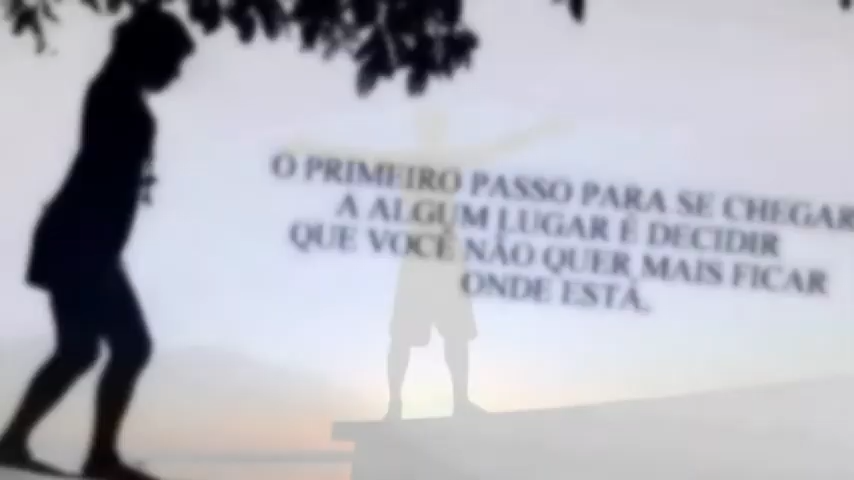 O PRIMEIRO PASSO PARA SE CHEGAR
A ALGUM LUGAR É DECIDIR
QUE VOCÊ NÃO QUER MAIS FICAR
ONDE ESTÁ.